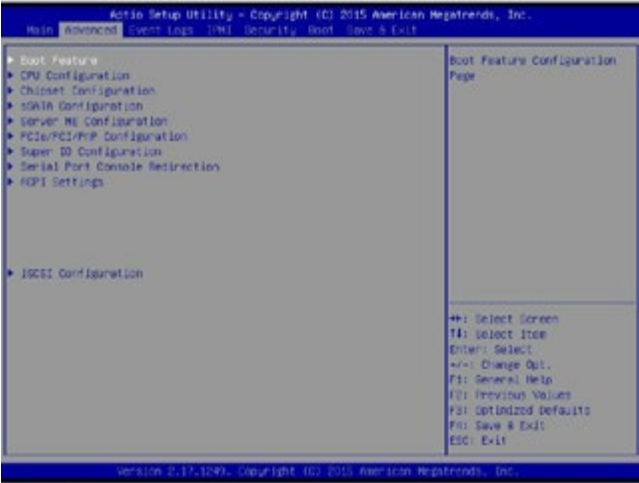 Aptio Setup Utility - Copyright (C) 2015 American Megatrends, Inc.
Main Advanced Event Logs IPMI Security Boot Save & Exit
Boot Feature
CPU Configuration
Chipset Configuration
sSATA Configuration
Server ME Configuration
PCIe/PCI/PnP Configuration
Super IO Configuration
Serial Port Console Redirection
ACPI Settings
iSCSI Configuration
Boot Feature Configuration
Page
→←: Select Screen
↑↓: Select Item
Enter: Select
+/-: Change Opt.
F1: General Help
F2: Previous Values
F3: Optimized Defaults
F4: Save & Exit
ESC: Exit
Version 2.17.1249. Copyright (C) 2015 American Megatrends, Inc.